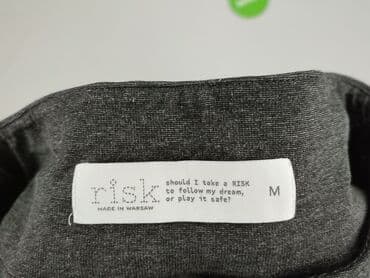 risk
MADE IN WARSAW
should I take a RISK
to follow my dream,
or play it safe?
M